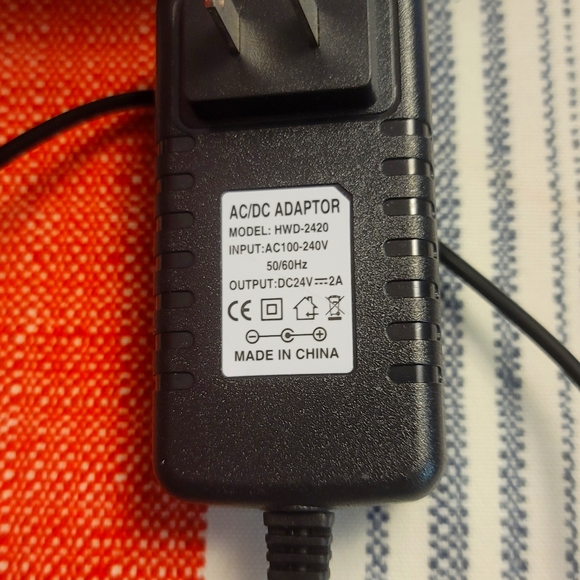 AC/DC ADAPTOR
MODEL: HWD-2420
INPUT:AC100-240V
50/60Hz
OUTPUT:DC24V⎓2A
CE
MADE IN CHINA